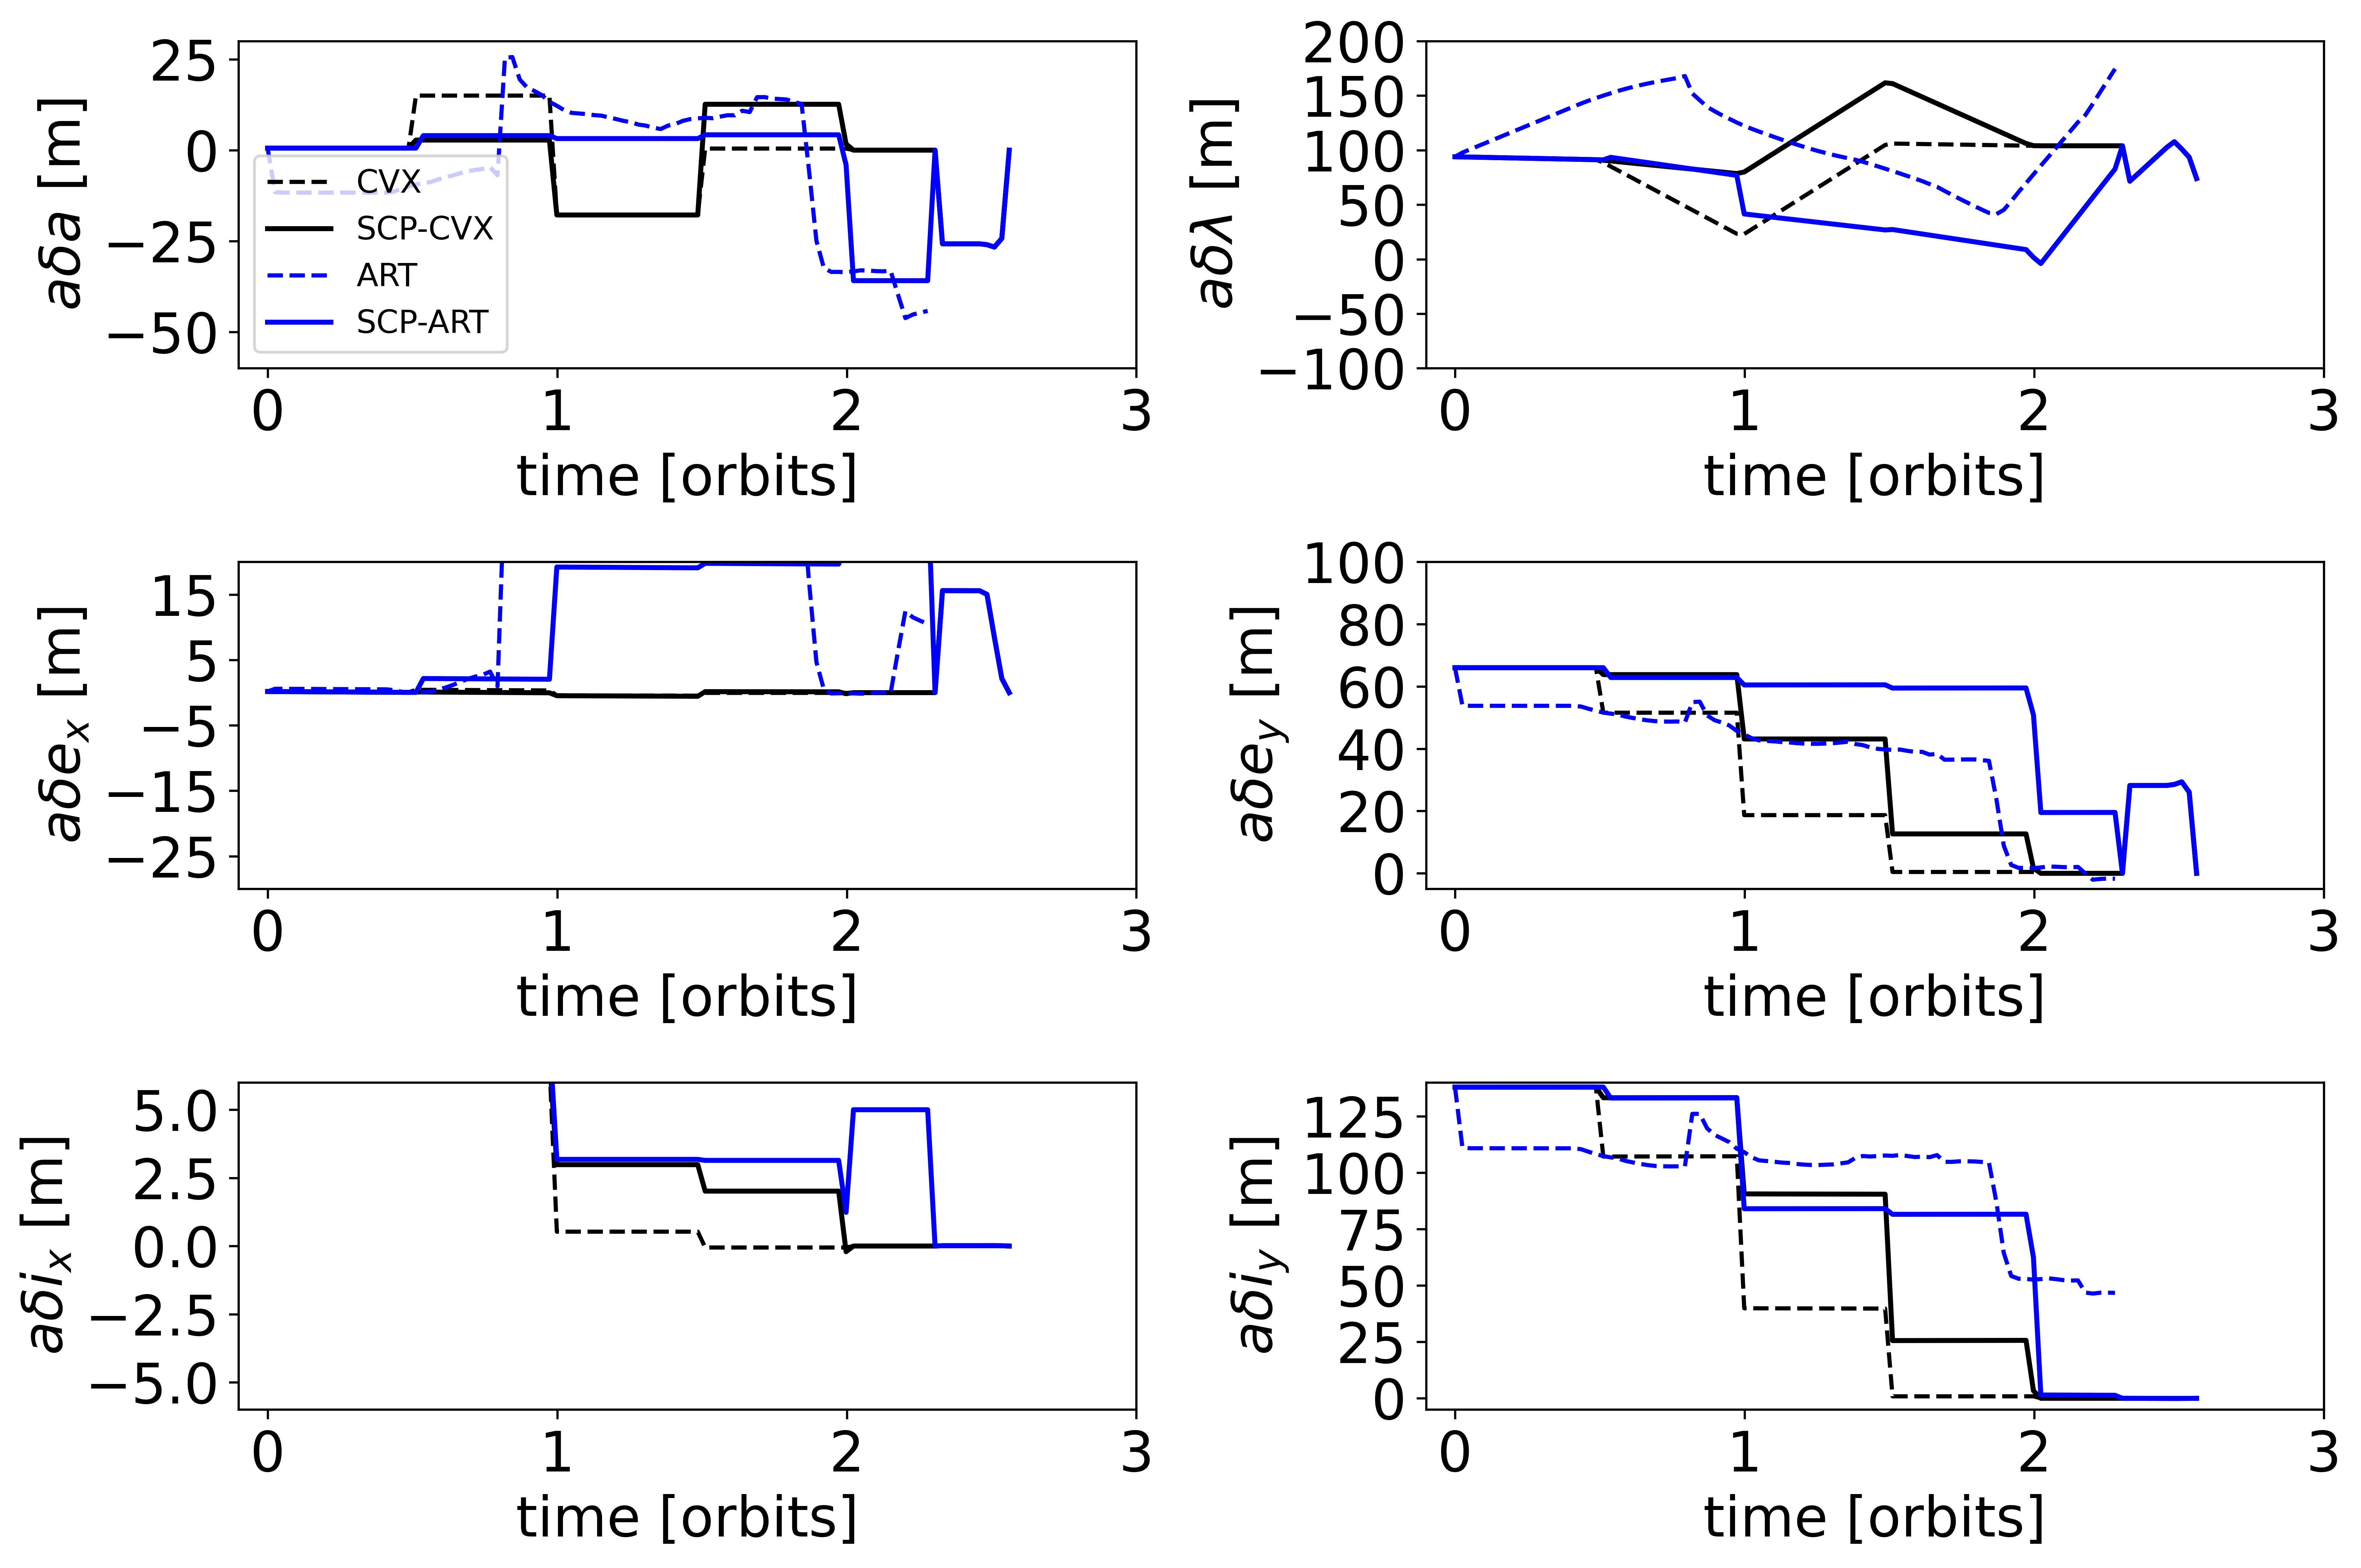 25
0
−25
−50
aδa [m]
CVX
SCP-CVX
ART
SCP-ART
0 1 2 3
time [orbits]
200
150
100
50
0
−50
−100
aδλ [m]
0 1 2 3
time [orbits]
15
5
−5
−15
−25
aδeₓ [m]
0 1 2 3
time [orbits]
100
80
60
40
20
0
aδe_y [m]
0 1 2 3
time [orbits]
5.0
2.5
0.0
−2.5
−5.0
aδiₓ [m]
0 1 2 3
time [orbits]
125
100
75
50
25
0
aδi_y [m]
0 1 2 3
time [orbits]